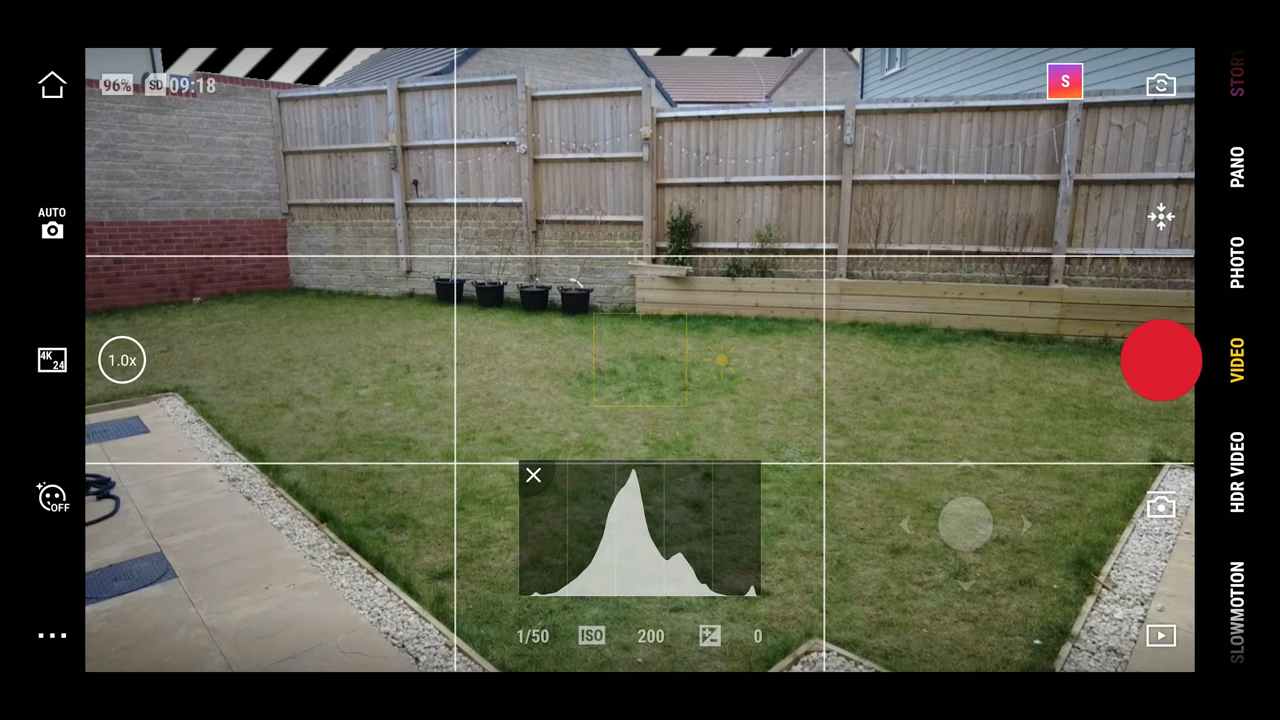 96% SD 09:18
S
AUTO
4K
24
1.0x
OFF
1/50 ISO 200 0
STORY
PANO
PHOTO
VIDEO
HDR VIDEO
SLOWMOTION